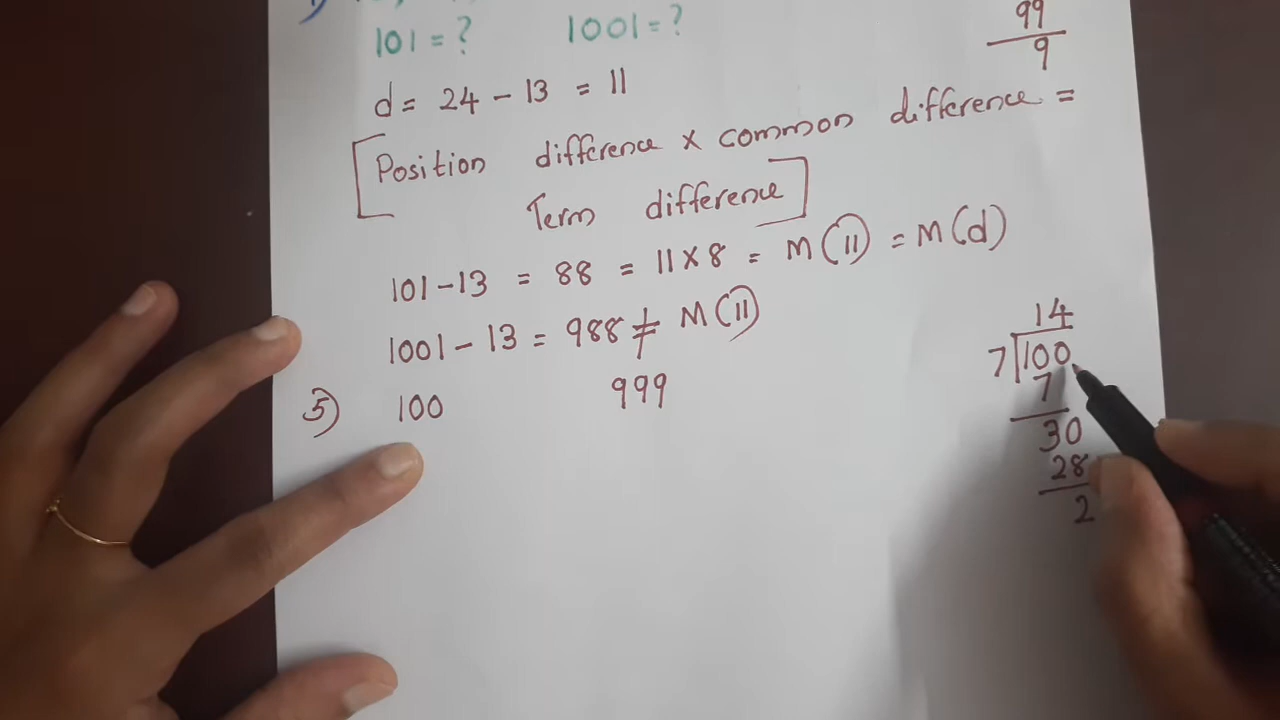 101 = ? 1001 = ?
99
9
d = 24 - 13 = 11
[Position difference × common difference =
Term difference]
101 - 13 = 88 = 11 × 8 = M(11) = M(d)
1001 - 13 = 988 ≠ M(11)
5) 100 999
14
7 100
7
30
28
2